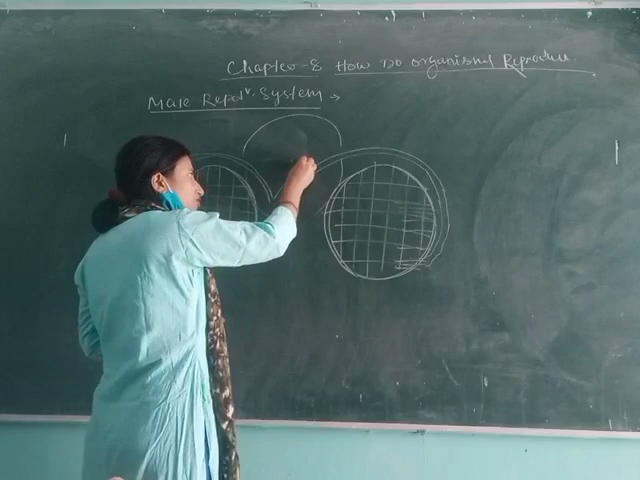 Chapter-8 How Do organisms Reproduce.
Male Repdv. System →